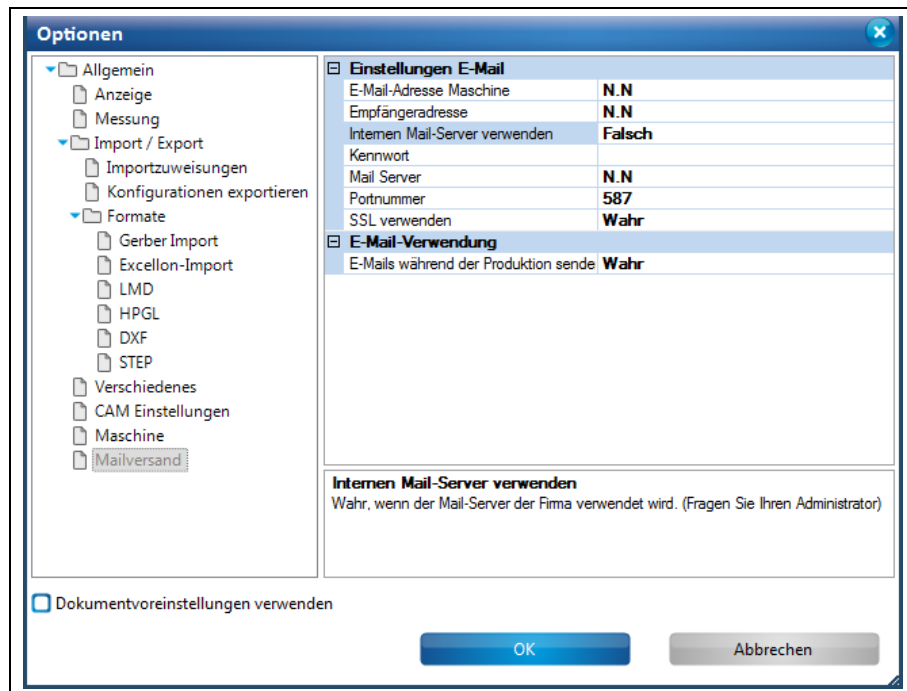 Optionen
Allgemein
Anzeige
Messung
Import / Export
Importzuweisungen
Konfigurationen exportieren
Formate
Gerber Import
Excellon-Import
LMD
HPGL
DXF
STEP
Verschiedenes
CAM Einstellungen
Maschine
Mailversand
Einstellungen E-Mail
E-Mail-Adresse Maschine N.N
Empfängeradresse N.N
Internen Mail-Server verwenden Falsch
Kennwort
Mail Server N.N
Portnummer 587
SSL verwenden Wahr
E-Mail-Verwendung
E-Mails während der Produktion sende Wahr
Internen Mail-Server verwenden
Wahr, wenn der Mail-Server der Firma verwendet wird. (Fragen Sie Ihren Administrator)
Dokumentvoreinstellungen verwenden
OK Abbrechen